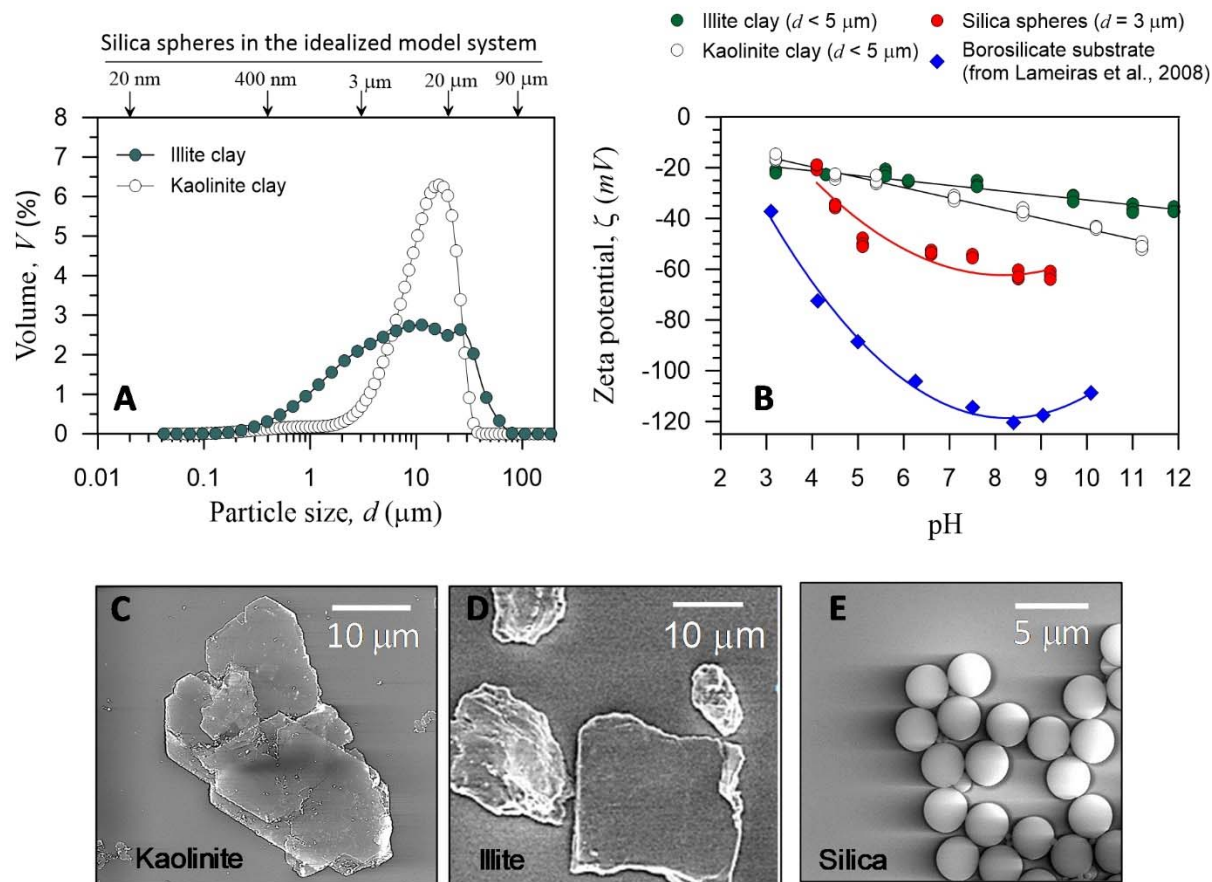 Silica spheres in the idealized model system
20 nm 400 nm 3 µm 20 µm 90 µm
8
7
6
5
4
3
2
1
0
Volume, V (%)
Illite clay
Kaolinite clay
A
0.01 0.1 1 10 100
Particle size, d (µm)
Illite clay (d < 5 µm)
Kaolinite clay (d < 5 µm)
Silica spheres (d = 3 µm)
Borosilicate substrate
(from Lameiras et al., 2008)
0
-20
-40
-60
-80
-100
-120
Zeta potential, ζ (mV)
B
2 3 4 5 6 7 8 9 10 11 12
pH
C
10 µm
Kaolinite
D
10 µm
Illite
E
5 µm
Silica